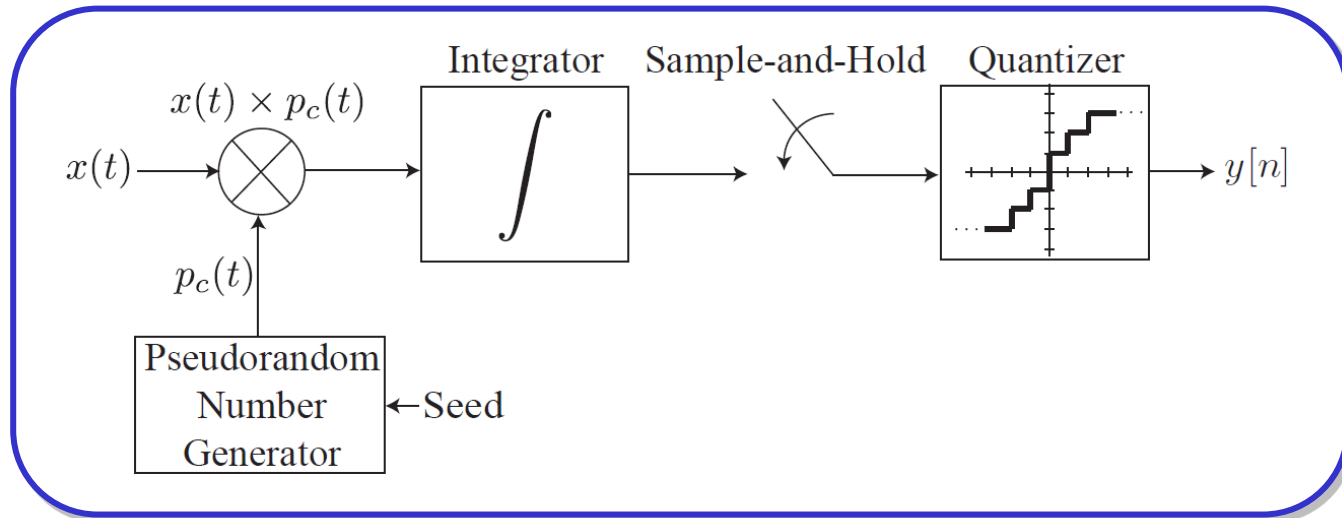 Integrator
Sample-and-Hold
Quantizer
x(t) × p_c(t)
x(t)
∫
y[n]
p_c(t)
Pseudorandom
Number
Generator
Seed